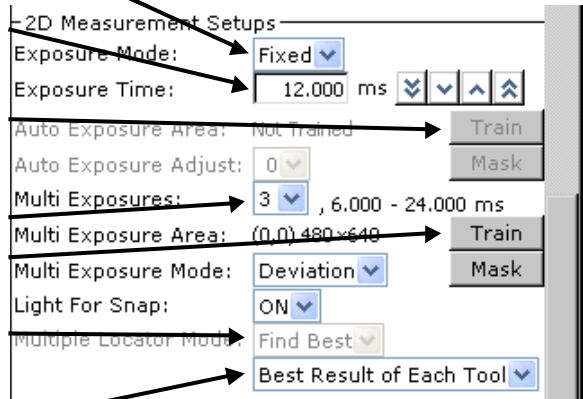 2D Measurement Setups
Exposure Mode: Fixed
Exposure Time: 12.000 ms
Auto Exposure Area: Not Trained Train
Auto Exposure Adjust: 0 Mask
Multi Exposures: 3 , 6.000 - 24.000 ms
Multi Exposure Area: (0,0) 480x640 Train
Multi Exposure Mode: Deviation Mask
Light For Snap: ON
Multiple Locator Mode: Find Best
Best Result of Each Tool